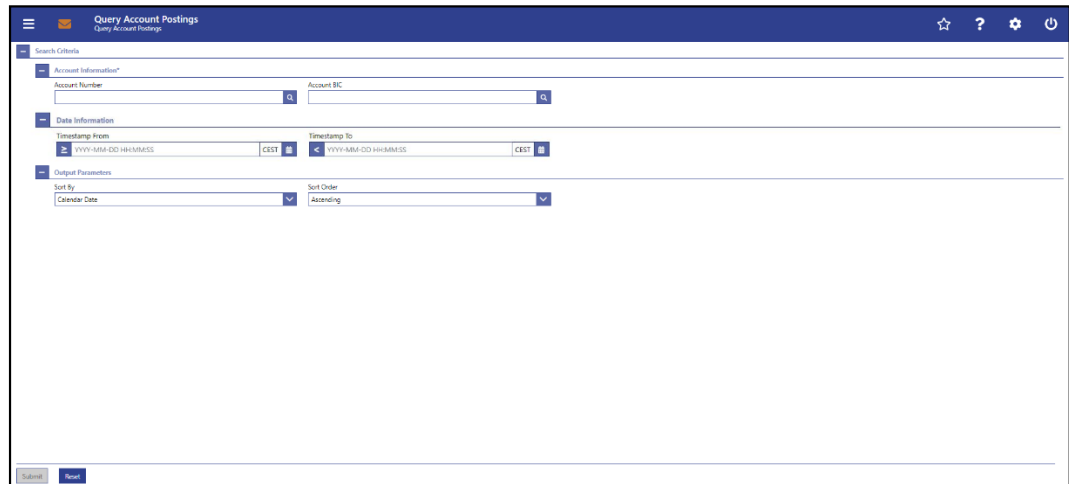 Query Account Postings
Query Account Postings
?
Search Criteria
Account Information*
Account Number Account BIC
Date Information
Timestamp From Timestamp To
≥ YYYY-MM-DD HH:MM:SS CEST < YYYY-MM-DD HH:MM:SS CEST
Output Parameters
Sort By Sort Order
Calendar Date Ascending
Submit Reset